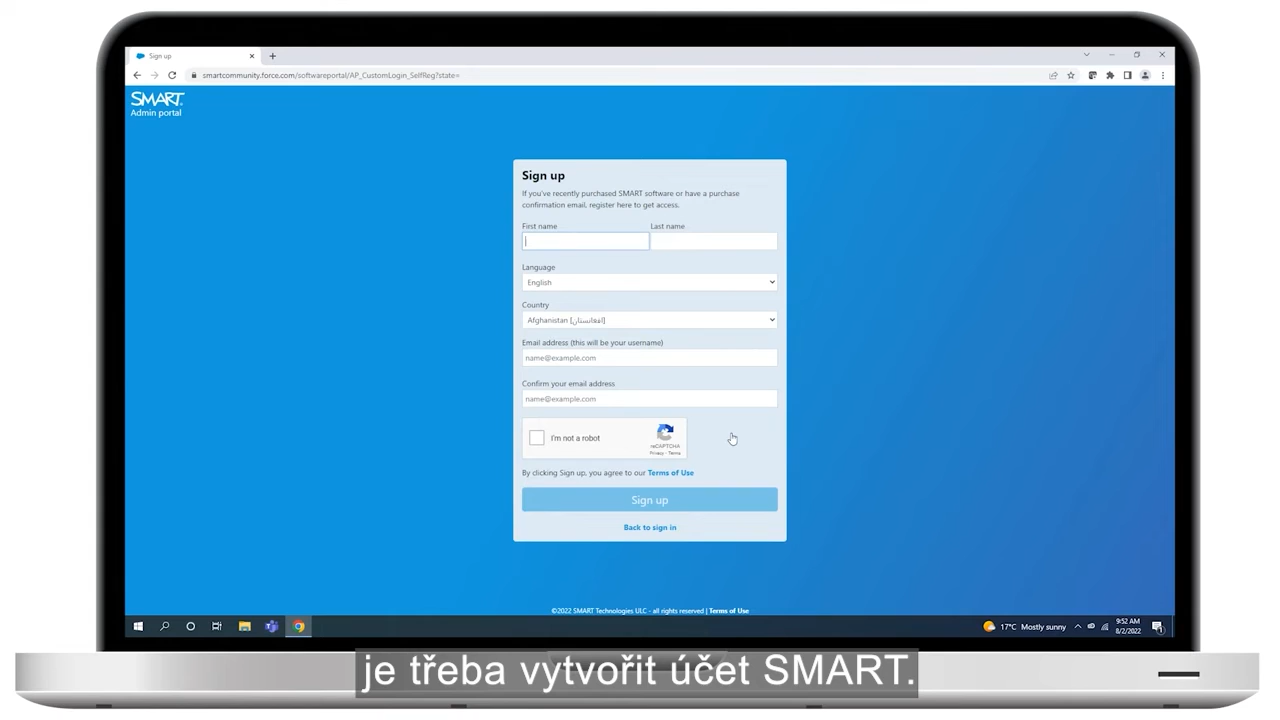 Sign up
smartcommunity.force.com/softwareportal/AP_CustomLogin_SelfReg?state=
SMART
Admin portal
Sign up
If you've recently purchased SMART software or have a purchase
confirmation email, register here to get access.
First name Last name
Language
English
Country
Afghanistan [افغانستان]
Email address (this will be your username)
name@example.com
Confirm your email address
name@example.com
I'm not a robot
reCAPTCHA
Privacy - Terms
By clicking Sign up, you agree to our Terms of Use
Sign up
Back to sign in
©2022 SMART Technologies ULC - all rights reserved | Terms of Use
17°C Mostly sunny
9:52 AM
8/2/2022
je třeba vytvořit účet SMART.